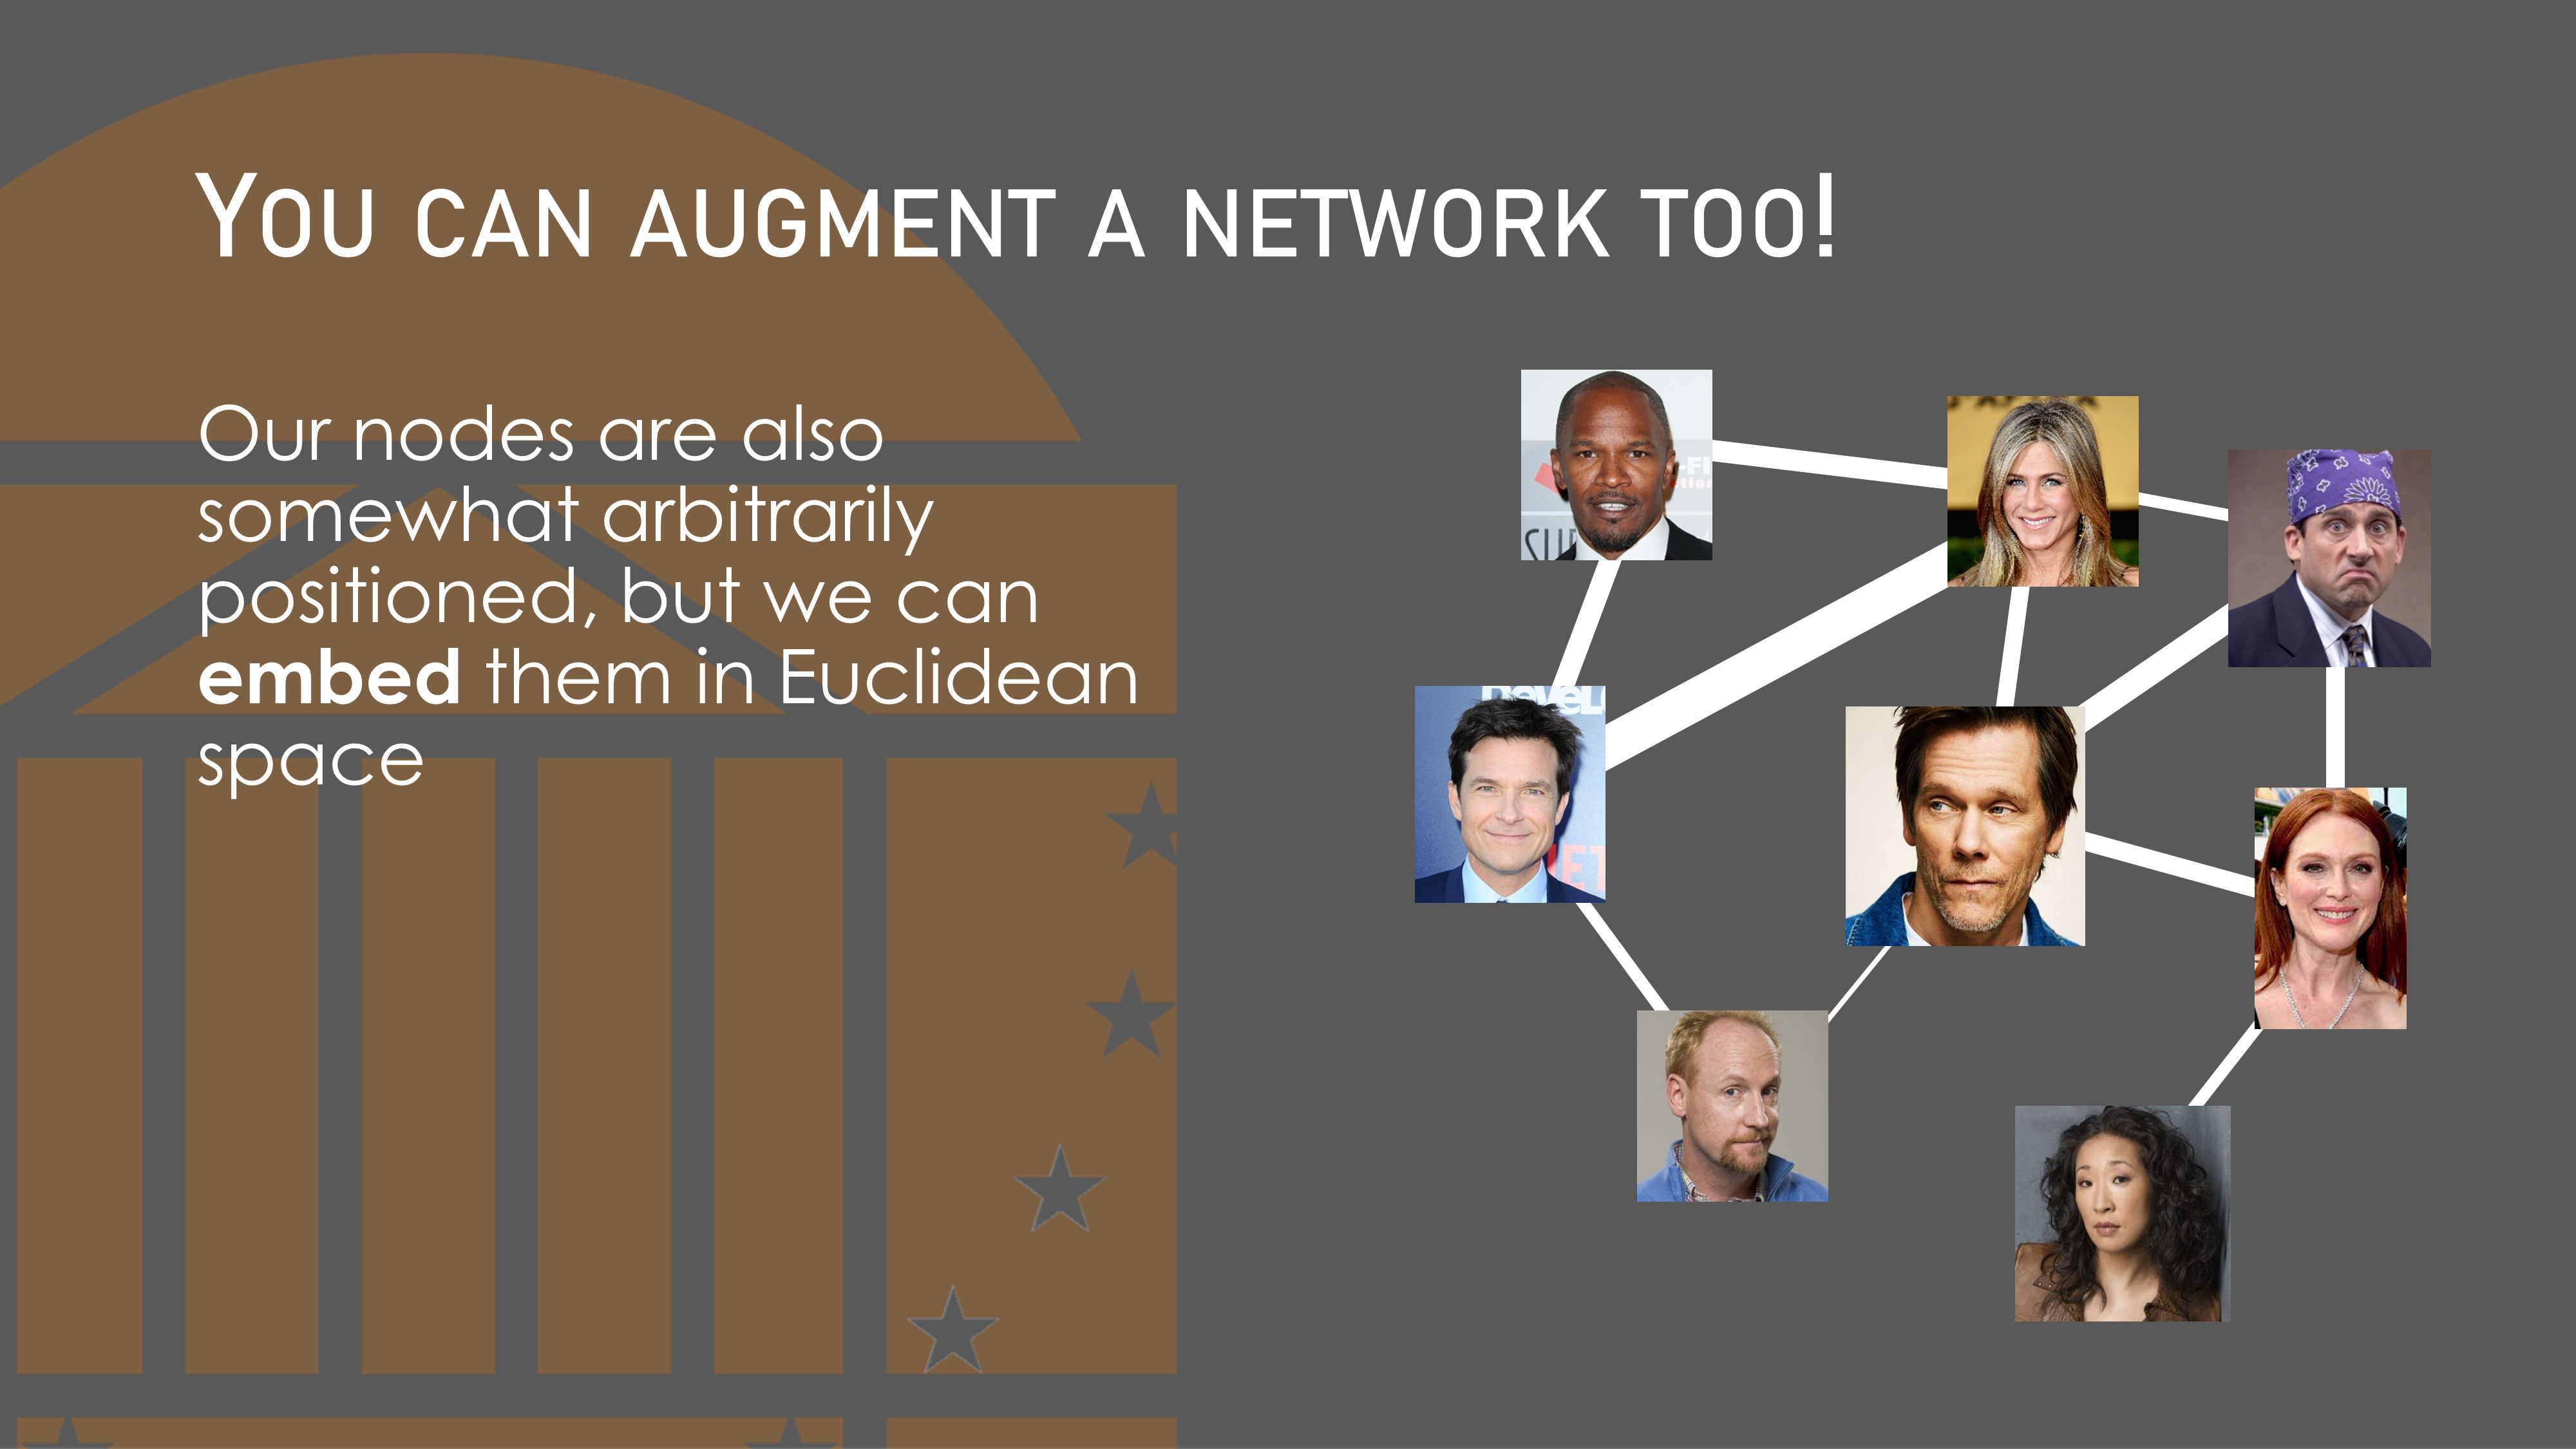 You can augment a network too!
Our nodes are also
somewhat arbitrarily
positioned, but we can
embed them in Euclidean
space